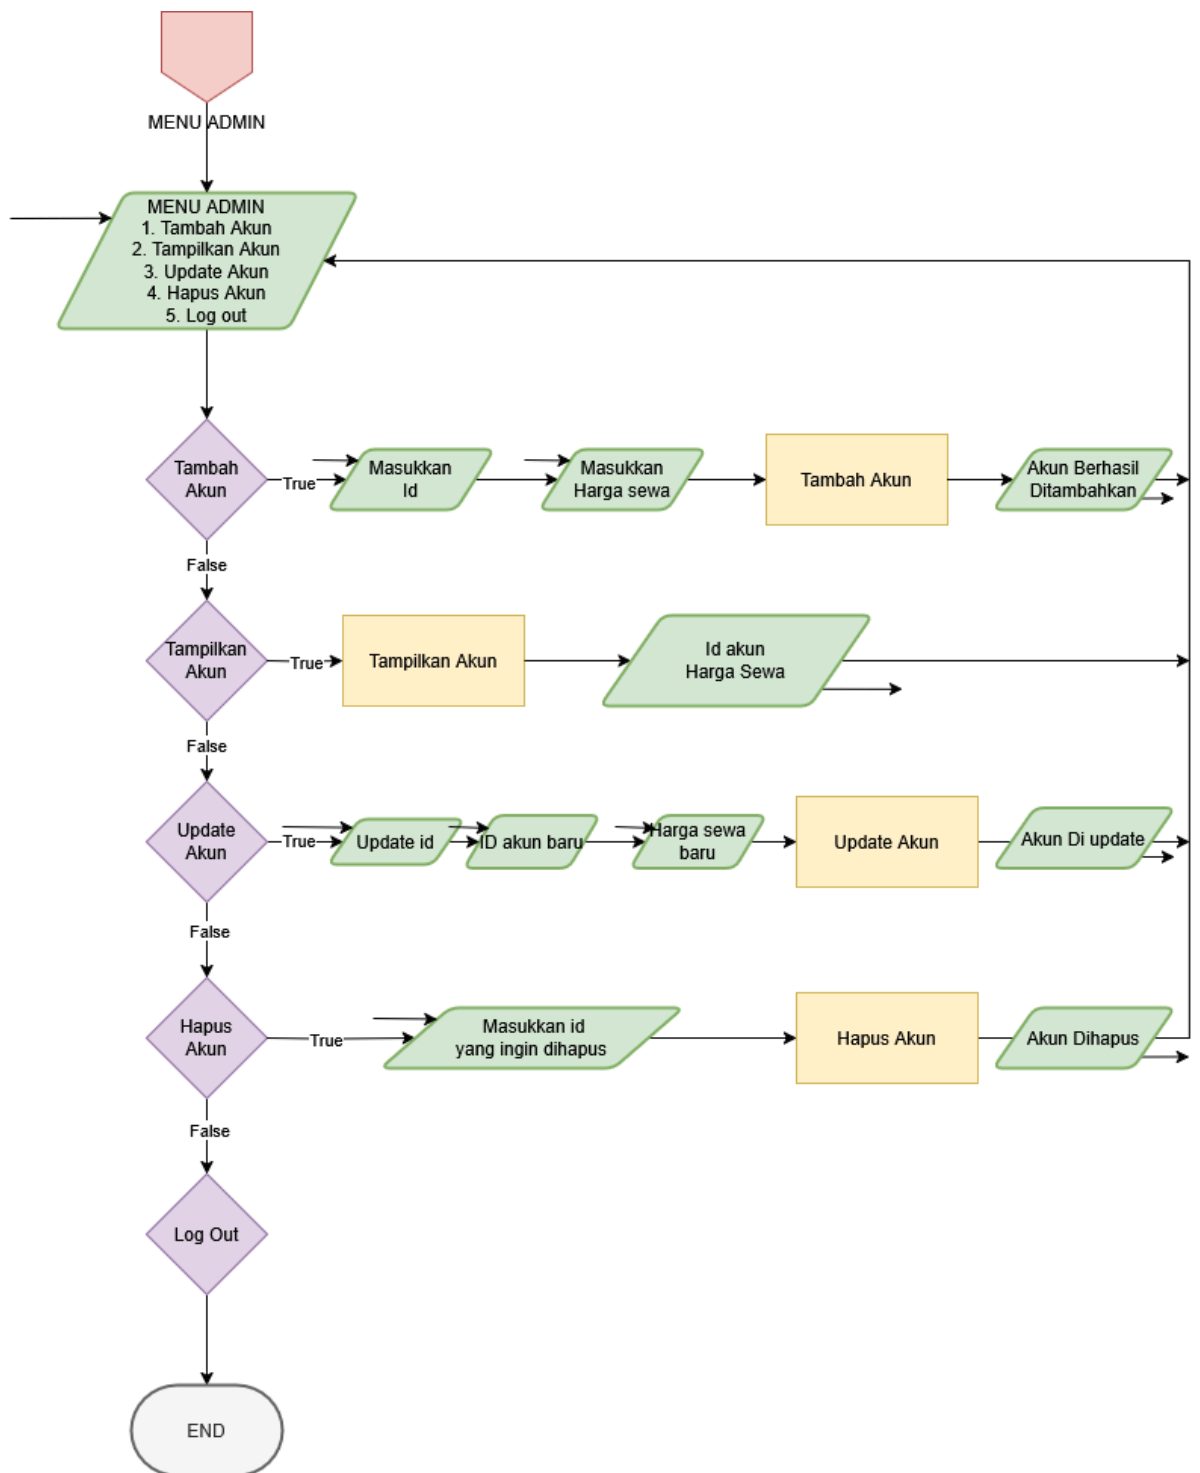 MENU ADMIN
MENU ADMIN
1. Tambah Akun
2. Tampilkan Akun
3. Update Akun
4. Hapus Akun
5. Log out
Tambah
Akun
True
Masukkan
Id
Masukkan
Harga sewa
Tambah Akun
Akun Berhasil
Ditambahkan
False
Tampilkan
Akun
True
Tampilkan Akun
Id akun
Harga Sewa
False
Update
Akun
True
Update id
ID akun baru
Harga sewa
baru
Update Akun
Akun Di update
False
Hapus
Akun
True
Masukkan id
yang ingin dihapus
Hapus Akun
Akun Dihapus
False
Log Out
END